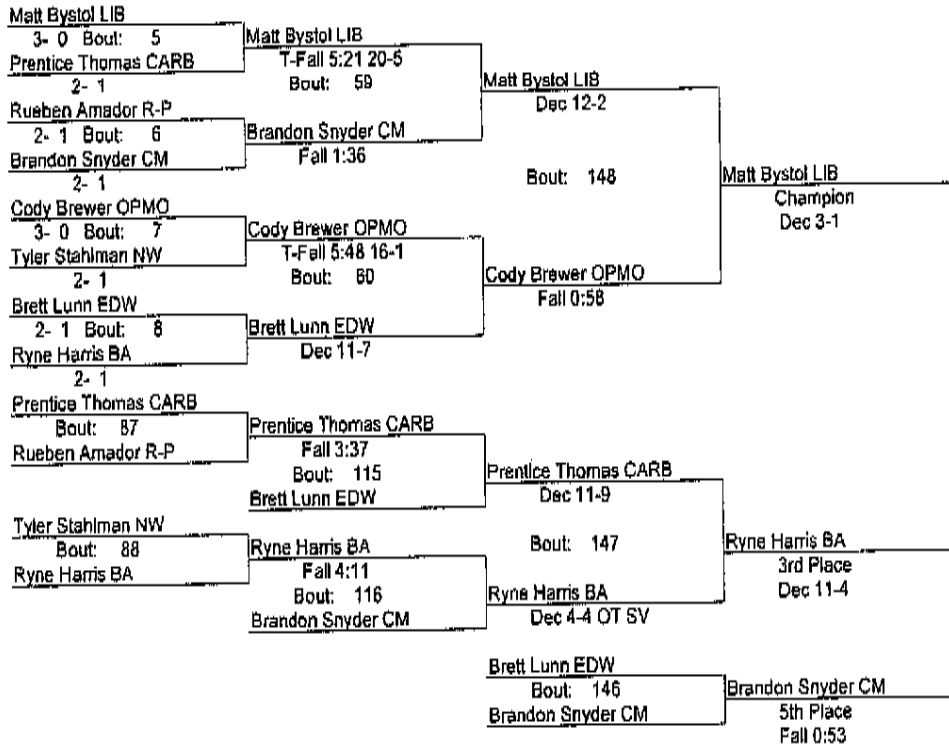 Matt Bystol LIB
3- 0 Bout: 5
Prentice Thomas CARB
2- 1
Rueben Amador R-P
2- 1 Bout: 6
Brandon Snyder CM
2- 1
Cody Brewer OPMO
3- 0 Bout: 7
Tyler Stahlman NW
2- 1
Brett Lunn EDW
2- 1 Bout: 8
Ryne Harris BA
2- 1
Matt Bystol LIB
T-Fall 5:21 20-5
Bout: 59
Brandon Snyder CM
Fall 1:36
Cody Brewer OPMO
T-Fall 5:48 16-1
Bout: 60
Brett Lunn EDW
Dec 11-7
Matt Bystol LIB
Dec 12-2
Bout: 148
Cody Brewer OPMO
Fall 0:58
Matt Bystol LIB
Champion
Dec 3-1
Prentice Thomas CARB
Bout: 87
Rueben Amador R-P
Tyler Stahlman NW
Bout: 88
Ryne Harris BA
Prentice Thomas CARB
Fall 3:37
Bout: 115
Brett Lunn EDW
Ryne Harris BA
Fall 4:11
Bout: 116
Brandon Snyder CM
Prentice Thomas CARB
Dec 11-9
Bout: 147
Ryne Harris BA
Dec 4-4 OT SV
Ryne Harris BA
3rd Place
Dec 11-4
Brett Lunn EDW
Bout: 146
Brandon Snyder CM
Brandon Snyder CM
5th Place
Fall 0:53